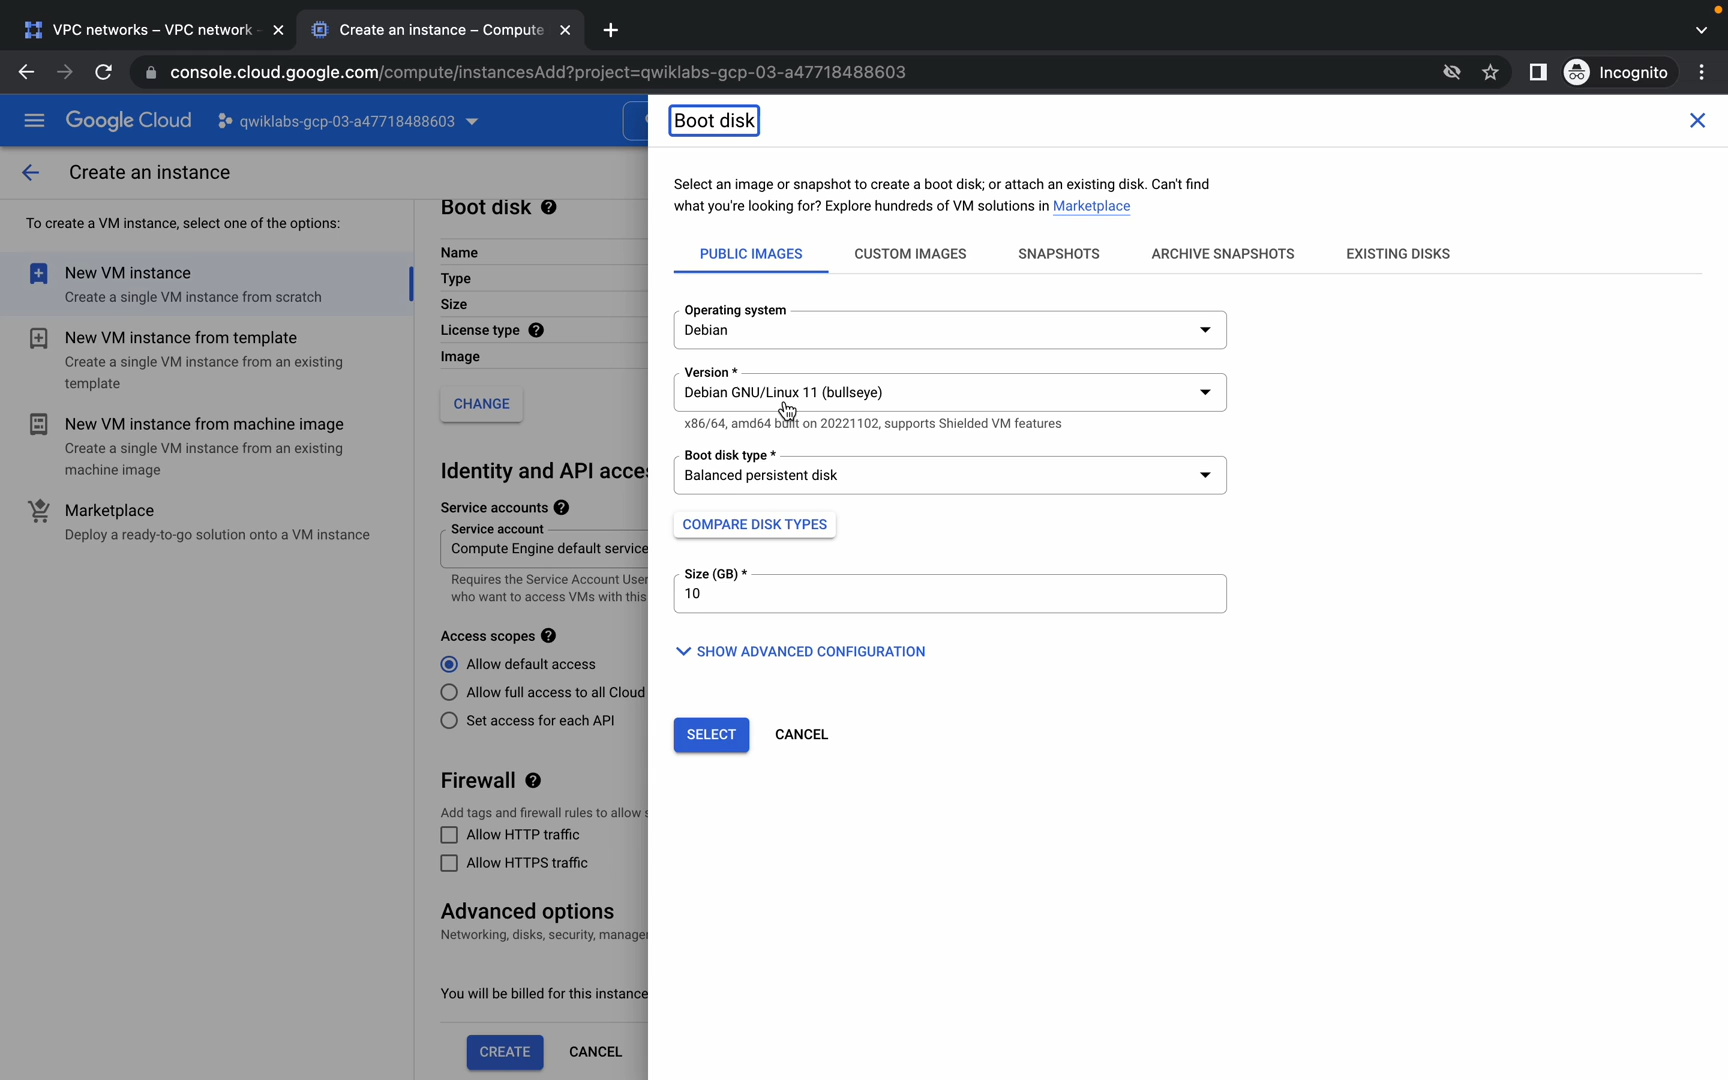 VPC networks – VPC network
Create an instance – Compute
console.cloud.google.com/compute/instancesAdd?project=qwiklabs-gcp-03-a47718488603
Incognito
Google Cloud
qwiklabs-gcp-03-a47718488603
Create an instance
To create a VM instance, select one of the options:
New VM instance
Create a single VM instance from scratch
New VM instance from template
Create a single VM instance from an existing
template
New VM instance from machine image
Create a single VM instance from an existing
machine image
Marketplace
Deploy a ready-to-go solution onto a VM instance
Boot disk
Name
Type
Size
License type
Image
CHANGE
Identity and API acce
Service accounts
Service account
Compute Engine default service
Requires the Service Account User
who want to access VMs with this
Access scopes
Allow default access
Allow full access to all Cloud
Set access for each API
Firewall
Add tags and firewall rules to allow s
Allow HTTP traffic
Allow HTTPS traffic
Advanced options
Networking, disks, security, manage
You will be billed for this instance
CREATE
CANCEL
Boot disk
Select an image or snapshot to create a boot disk; or attach an existing disk. Can't find
what you're looking for? Explore hundreds of VM solutions in Marketplace
PUBLIC IMAGES
CUSTOM IMAGES
SNAPSHOTS
ARCHIVE SNAPSHOTS
EXISTING DISKS
Operating system
Debian
Version *
Debian GNU/Linux 11 (bullseye)
x86/64, amd64 built on 20221102, supports Shielded VM features
Boot disk type *
Balanced persistent disk
COMPARE DISK TYPES
Size (GB) *
10
SHOW ADVANCED CONFIGURATION
SELECT
CANCEL